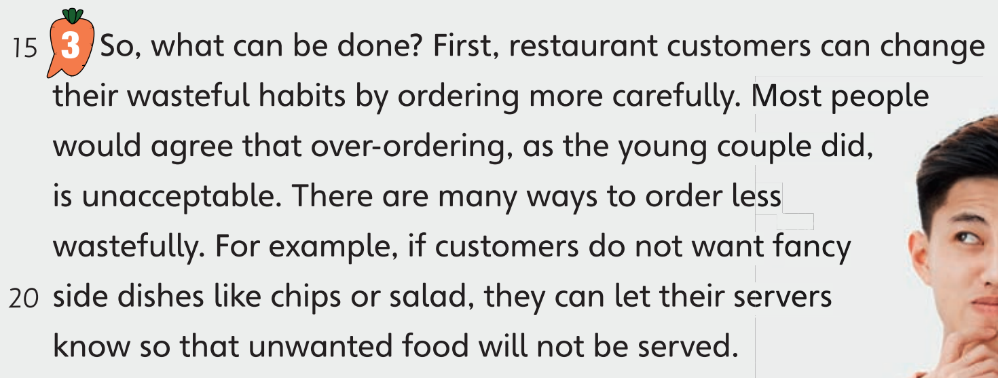 15 3 So, what can be done? First, restaurant customers can change
their wasteful habits by ordering more carefully. Most people
would agree that over-ordering, as the young couple did,
is unacceptable. There are many ways to order less
wastefully. For example, if customers do not want fancy
20 side dishes like chips or salad, they can let their servers
know so that unwanted food will not be served.